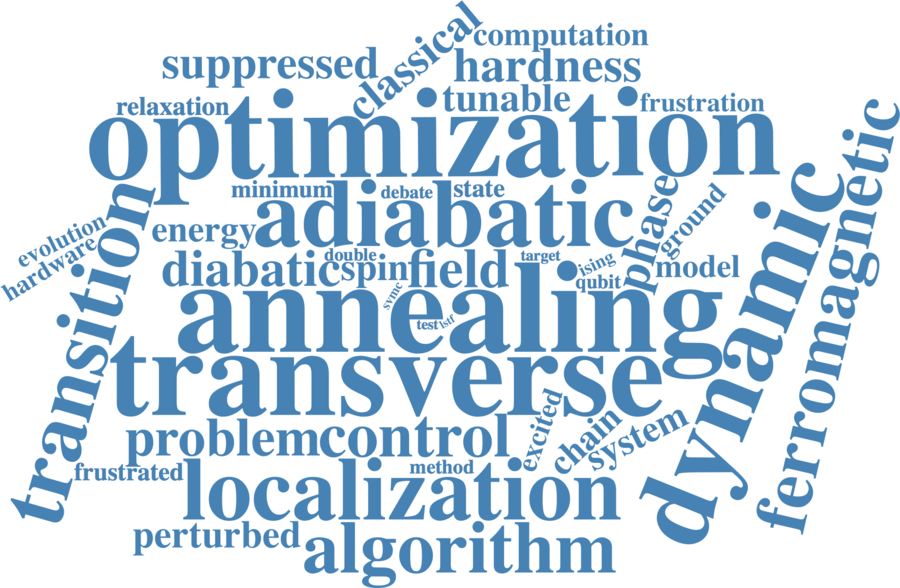 computation
classical
suppressed
hardness
relaxation
tunable
frustration
optimization
minimum
debate
state
transition
adiabatic
phase
ground
dynamic
ferromagnetic
evolution
hardware
energy
double
target
ising
diabatic
spin
field
qubit
model
svmc
annealing
test
lstf
transverse
problem
control
excited
chain
system
frustrated
localization
method
perturbed
algorithm